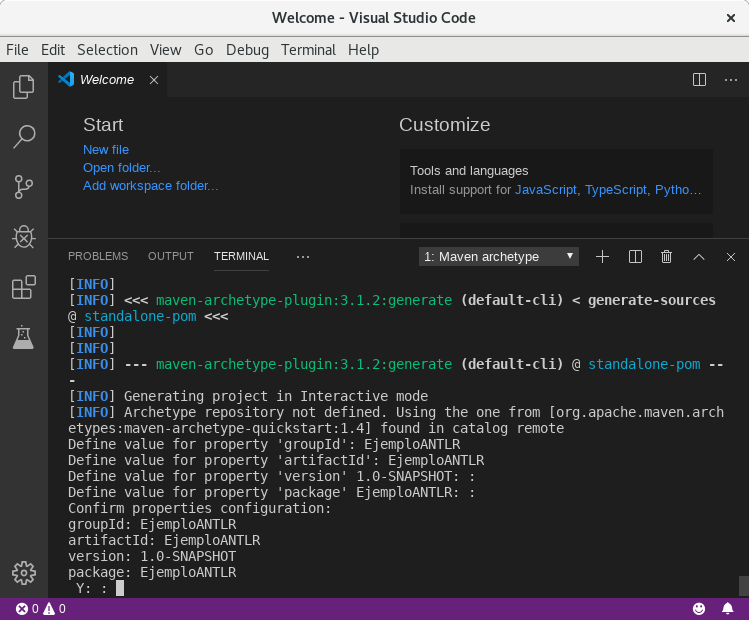 Welcome - Visual Studio Code
File Edit Selection View Go Debug Terminal Help
Welcome
Start
New file
Open folder...
Add workspace folder...
Customize
Tools and languages
Install support for JavaScript, TypeScript, Pytho…
PROBLEMS OUTPUT TERMINAL ··· 1: Maven archetype
[INFO]
[INFO] <<< maven-archetype-plugin:3.1.2:generate (default-cli) < generate-sources
@ standalone-pom <<<
[INFO]
[INFO]
[INFO] --- maven-archetype-plugin:3.1.2:generate (default-cli) @ standalone-pom --
-
[INFO] Generating project in Interactive mode
[INFO] Archetype repository not defined. Using the one from [org.apache.maven.arch
etypes:maven-archetype-quickstart:1.4] found in catalog remote
Define value for property 'groupId': EjemploANTLR
Define value for property 'artifactId': EjemploANTLR
Define value for property 'version' 1.0-SNAPSHOT: :
Define value for property 'package' EjemploANTLR: :
Confirm properties configuration:
groupId: EjemploANTLR
artifactId: EjemploANTLR
version: 1.0-SNAPSHOT
package: EjemploANTLR
Y: :
0 0